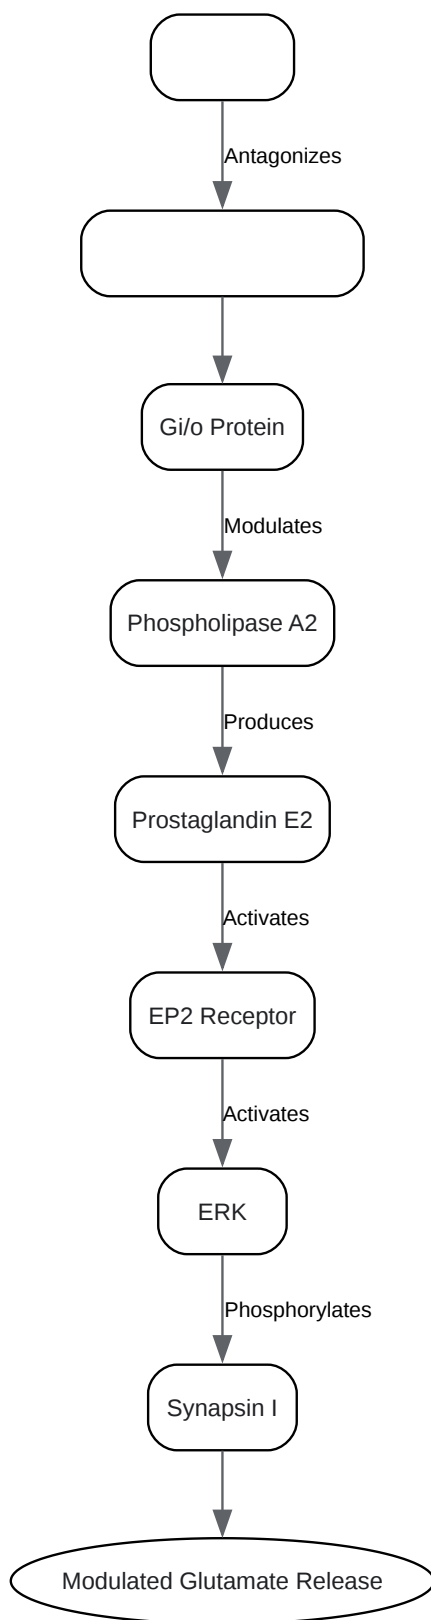 Antagonizes
Gi/o Protein
Modulates
Phospholipase A2
Produces
Prostaglandin E2
Activates
EP2 Receptor
Activates
ERK
Phosphorylates
Synapsin I
Modulated Glutamate Release